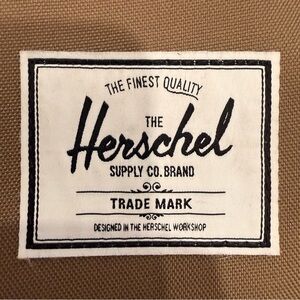 THE FINEST QUALITY
THE
Herschel
SUPPLY CO. BRAND
TRADE MARK
DESIGNED IN THE HERSCHEL WORKSHOP